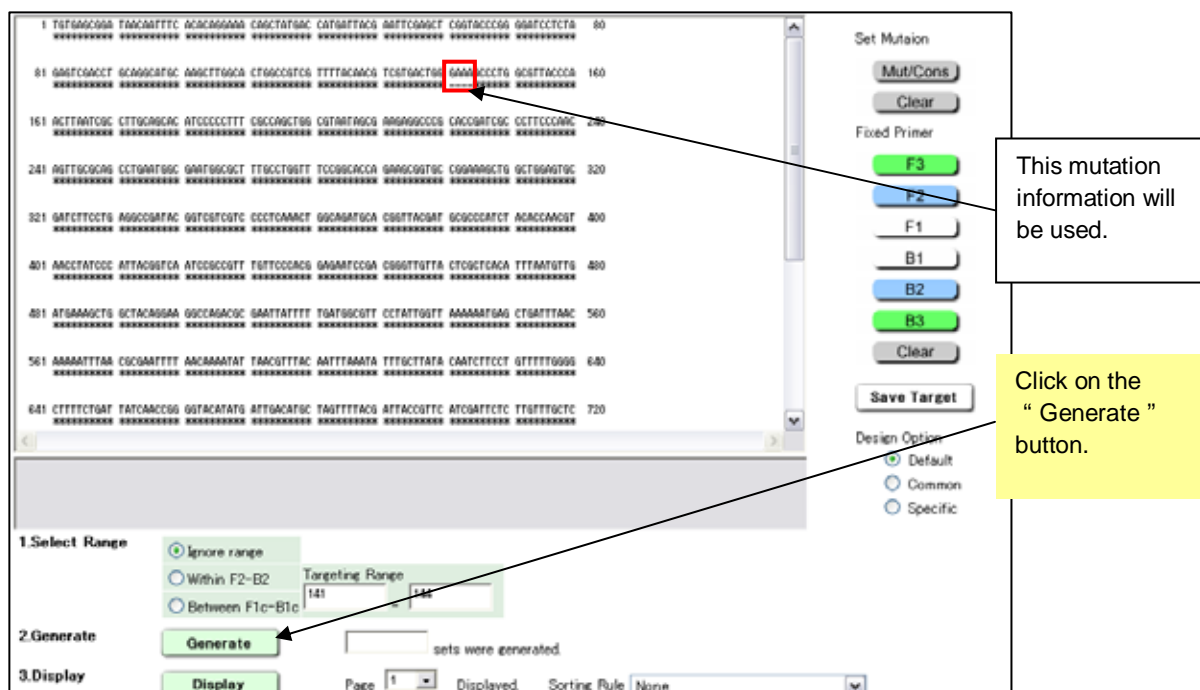 1 TGTGAGCGGA TAACAATTTC ACACAGGAAA CAGCTATGAC CATGATTACG AATTCGAGCT CGGTACCCGG GGATCCTCTA 80
********** ********** ********** ********** ********** ********** ********** **********
Set Mutaion
81 GAGTCGACCT GCAGGCATGC AAGCTTGGCA CTGGCCGTCG TTTTACAACG TCGTGACTGG GAAAACCCTG GCGTTACCCA 160
********** ********** ********** ********** ********** ********** ----****** **********
Mut/Cons
Clear
161 ACTTAATCGC CTTGCAGCAC ATCCCCCTTT CGCCAGCTGG CGTAATAGCG AAGAGGCCCG CACCGATCGC CCTTCCCAAC 240
********** ********** ********** ********** ********** ********** ********** **********
Fixed Primer
241 AGTTGCGCAG CCTGAATGGC GAATGGCGCT TTGCCTGGTT TCCGGCACCA GAAGCGGTGC CGGAAAGCTG GCTGGAGTGC 320
********** ********** ********** ********** ********** ********** ********** **********
F3
F2
321 GATCTTCCTG AGGCCGATAC GGTCGTCGTC CCCTCAAACT GGCAGATGCA CGGTTACGAT GCGCCCATCT ACACCAACGT 400
********** ********** ********** ********** ********** ********** ********** **********
F1
B1
401 AACCTATCCC ATTACGGTCA ATCCGCCGTT TGTTCCCACG GAGAATCCGA CGGGTTGTTA CTCGCTCACA TTTAATGTTG 480
********** ********** ********** ********** ********** ********** ********** **********
B2
481 ATGAAAGCTG GCTACAGGAA GGCCAGACGC GAATTATTTT TGATGGCGTT CCTATTGGTT AAAAAATGAG CTGATTTAAC 560
********** ********** ********** ********** ********** ********** ********** **********
B3
561 AAAAATTTAA CGCGAATTTT AACAAAATAT TAACGTTTAC AATTTAAATA TTTGCTTATA CAATCTTCCT GTTTTTGGGG 640
********** ********** ********** ********** ********** ********** ********** **********
Clear
641 CTTTTCTGAT TATCAACCGG GGTACATATG ATTGACATGC TAGTTTTACG ATTACCGTTC ATCGATTCTC TTGTTTGCTC 720
********** ********** ********** ********** ********** ********** ********** **********
Save Target
Design Option
Default
Common
Specific
This mutation
information will
be used.
Click on the
“ Generate ”
button.
1.Select Range
Ignore range
Within F2-B2 Targeting Range
Between F1c-B1c 141 - 144
2.Generate Generate sets were generated.
3.Display Display Page 1 Displayed. Sorting Rule None